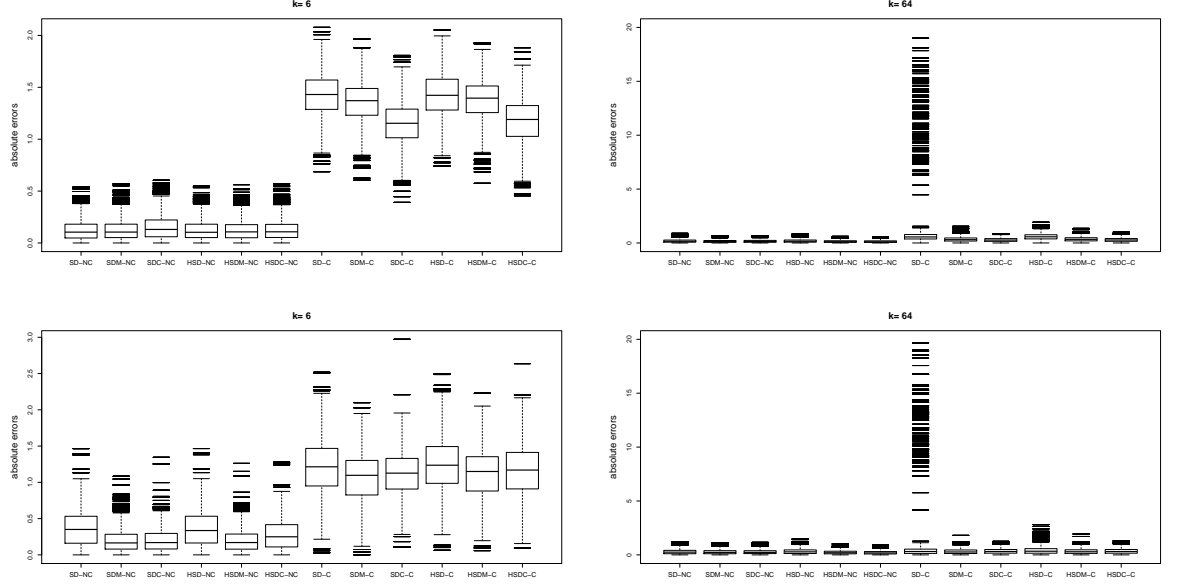 k= 6
absolute errors
0.0 0.5 1.0 1.5 2.0
SD−NC SDM−NC SDC−NC HSD−NC HSDM−NC HSDC−NC SD−C SDM−C SDC−C HSD−C HSDM−C HSDC−C
k= 64
absolute errors
0 5 10 15 20
SD−NC SDM−NC SDC−NC HSD−NC HSDM−NC HSDC−NC SD−C SDM−C SDC−C HSD−C HSDM−C HSDC−C
k= 6
absolute errors
0.0 0.5 1.0 1.5 2.0 2.5 3.0
SD−NC SDM−NC SDC−NC HSD−NC HSDM−NC HSDC−NC SD−C SDM−C SDC−C HSD−C HSDM−C HSDC−C
k= 64
absolute errors
0 5 10 15 20
SD−NC SDM−NC SDC−NC HSD−NC HSDM−NC HSDC−NC SD−C SDM−C SDC−C HSD−C HSDM−C HSDC−C